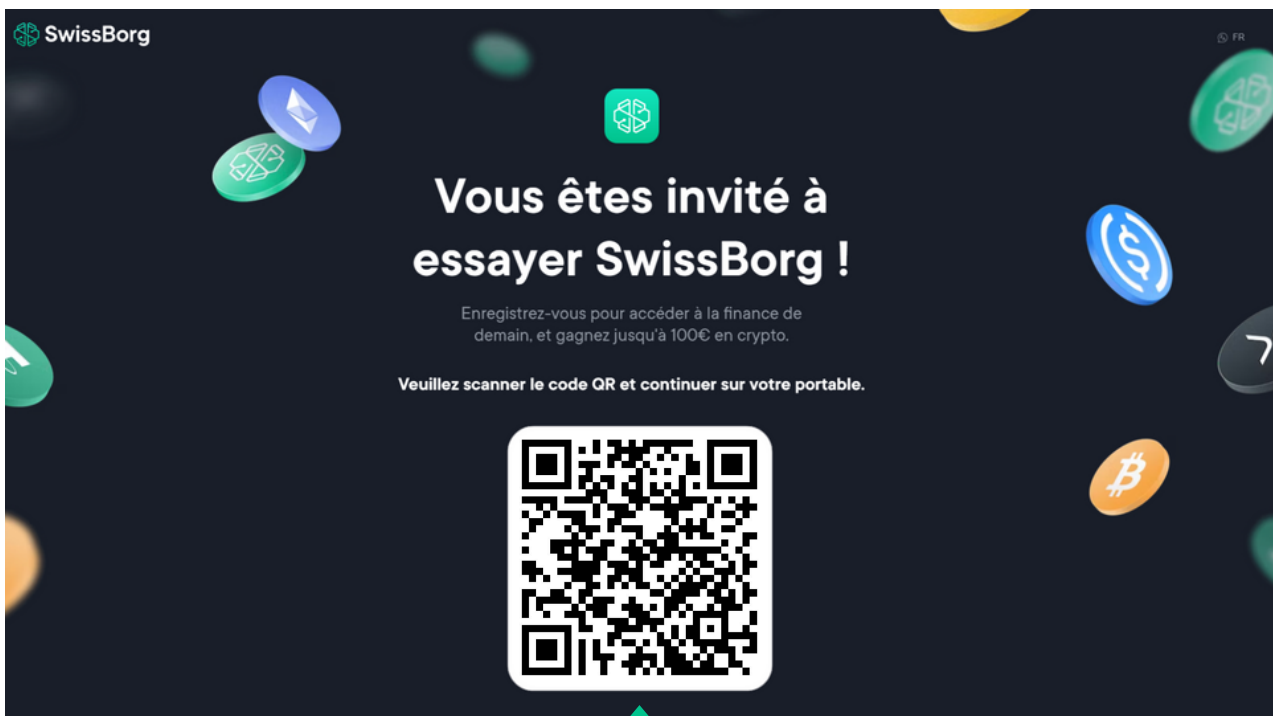 SwissBorg
FR
Vous êtes invité à
essayer SwissBorg !
Enregistrez-vous pour accéder à la finance de
demain, et gagnez jusqu'à 100€ en crypto.
Veuillez scanner le code QR et continuer sur votre portable.